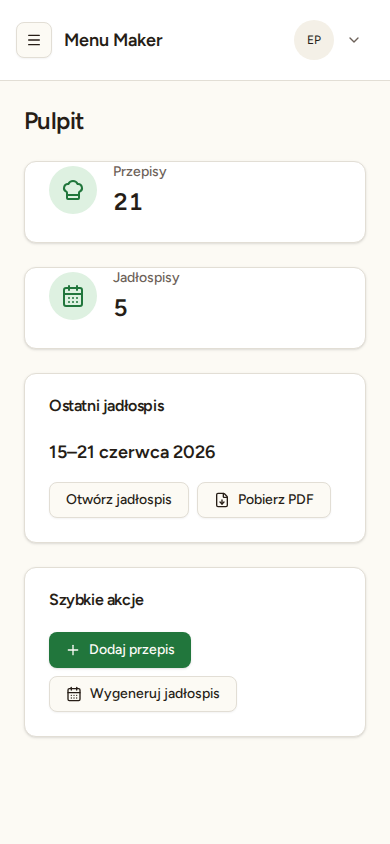 Menu Maker
EP
Pulpit
Przepisy
21
Jadłospisy
5
Ostatni jadłospis
15–21 czerwca 2026
Otwórz jadłospis
Pobierz PDF
Szybkie akcje
Dodaj przepis
Wygeneruj jadłospis